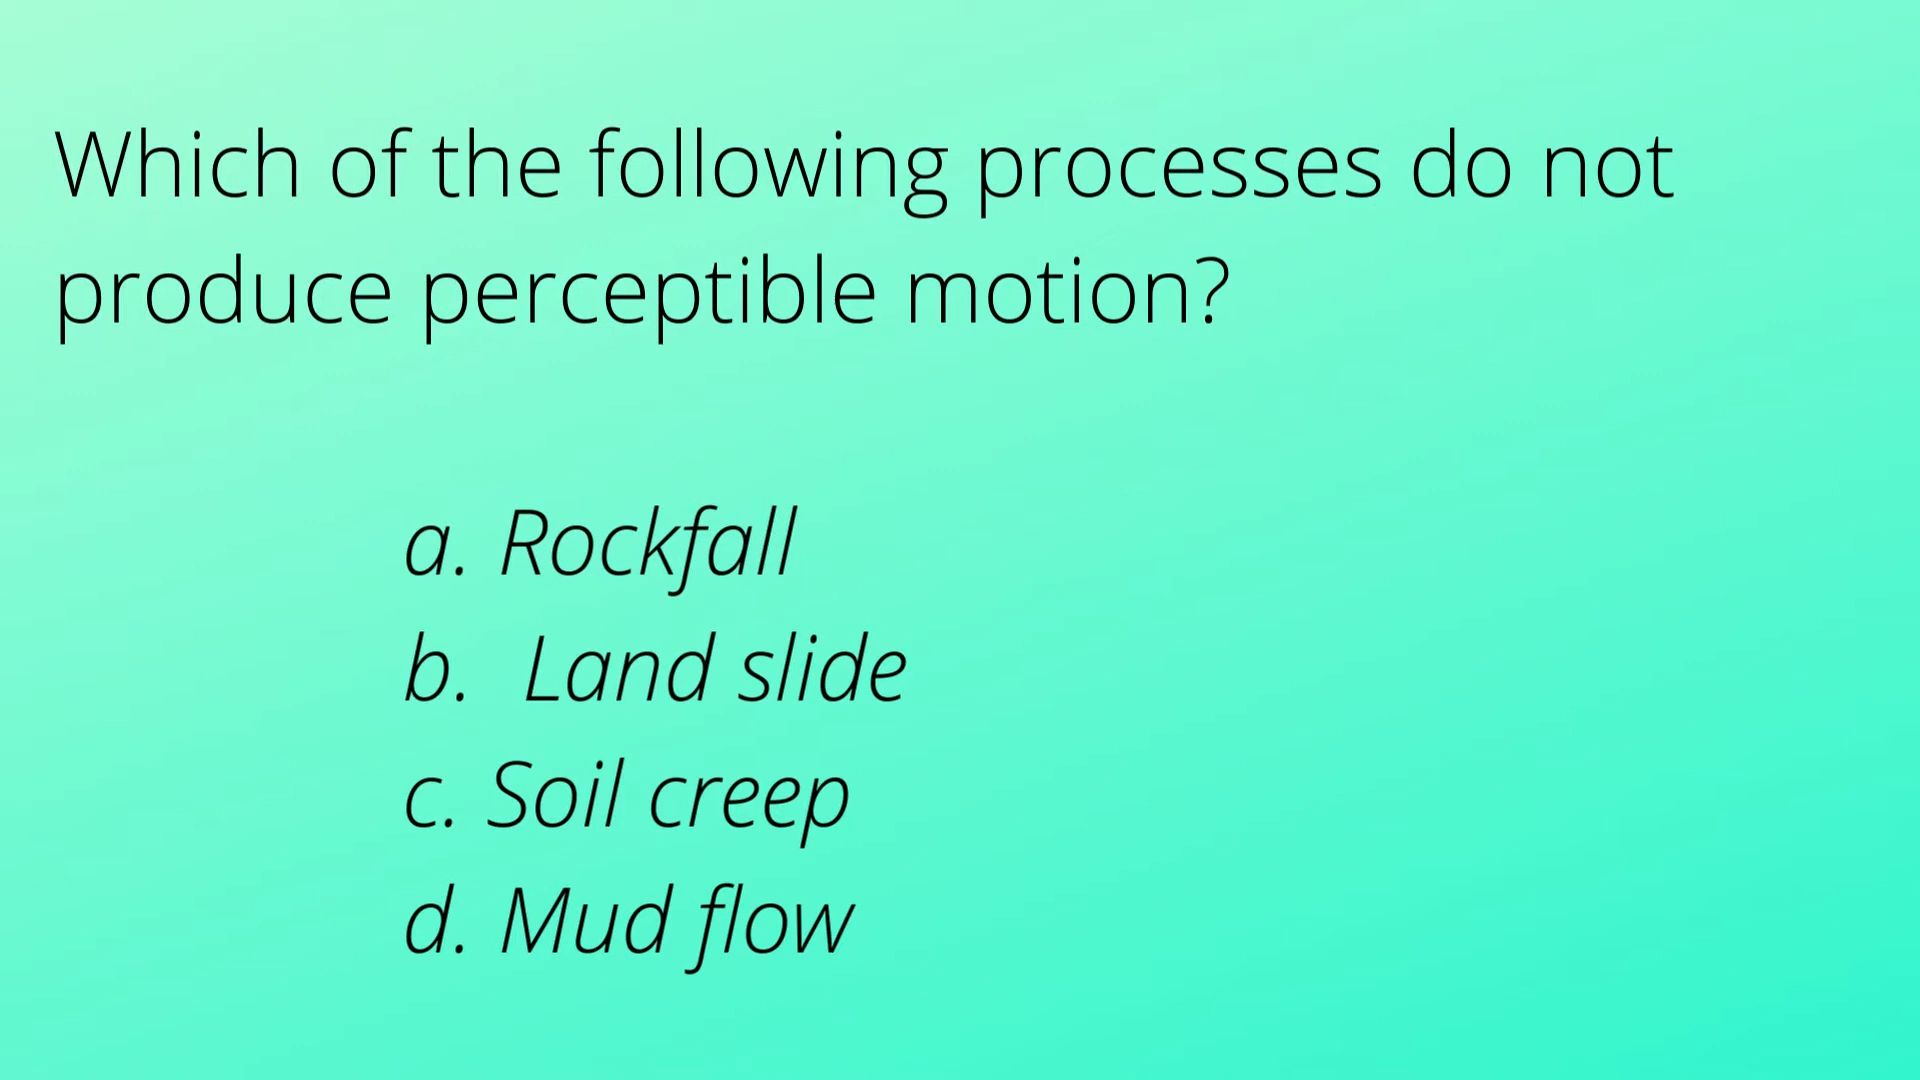 Which of the following processes do not
produce perceptible motion?
a. Rockfall
b. Land slide
c. Soil creep
d. Mud flow